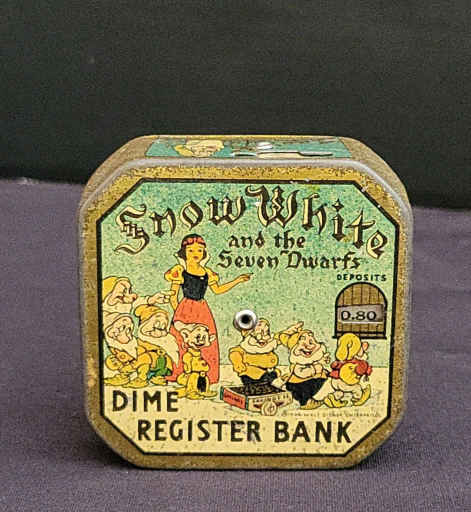 Snow White
and the
Seven Dwarfs
DEPOSITS
0.80
DIME
REGISTER BANK